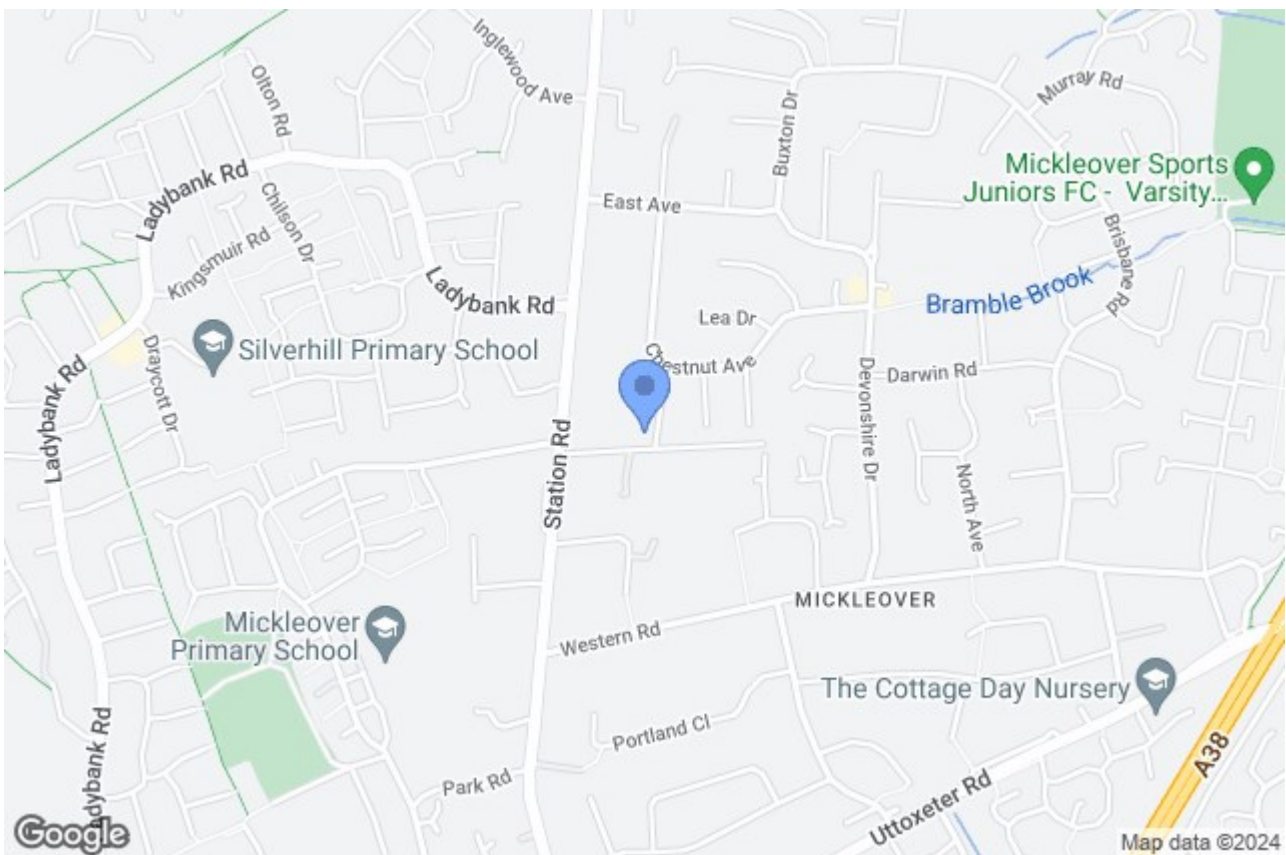 Inglewood Ave
Olton Rd
Buxton Dr
Murray Rd
Mickleover Sports
Juniors FC - Varsity...
Ladybank Rd
Chilson Dr
East Ave
Kingsmuir Rd
Brisbane Rd
Ladybank Rd
Bramble Brook
Lea Dr
Silverhill Primary School
Draycott Dr
Chestnut Ave
Darwin Rd
Devonshire Dr
Ladybank Rd
Station Rd
North Ave
MICKLEOVER
Mickleover
Primary School
Western Rd
The Cottage Day Nursery
Portland Cl
Ladybank Rd
A38
Park Rd
Uttoxeter Rd
Google
Map data ©2024